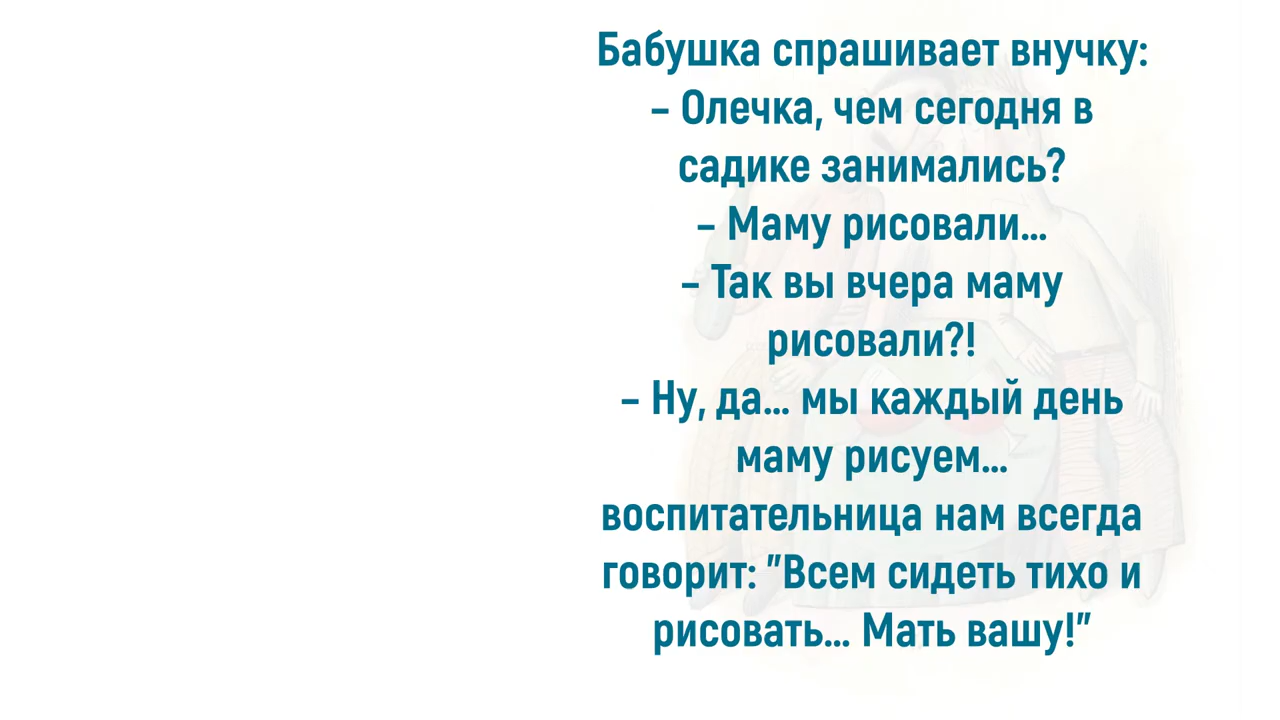 Бабушка спрашивает внучку:
– Олечка, чем сегодня в
садике занимались?
– Маму рисовали...
– Так вы вчера маму
рисовали?!
– Ну, да... мы каждый день
маму рисуем...
воспитательница нам всегда
говорит: "Всем сидеть тихо и
рисовать... Мать вашу!"